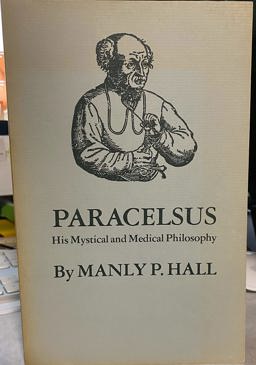 PARACELSUS
His Mystical and Medical Philosophy
By MANLY P. HALL